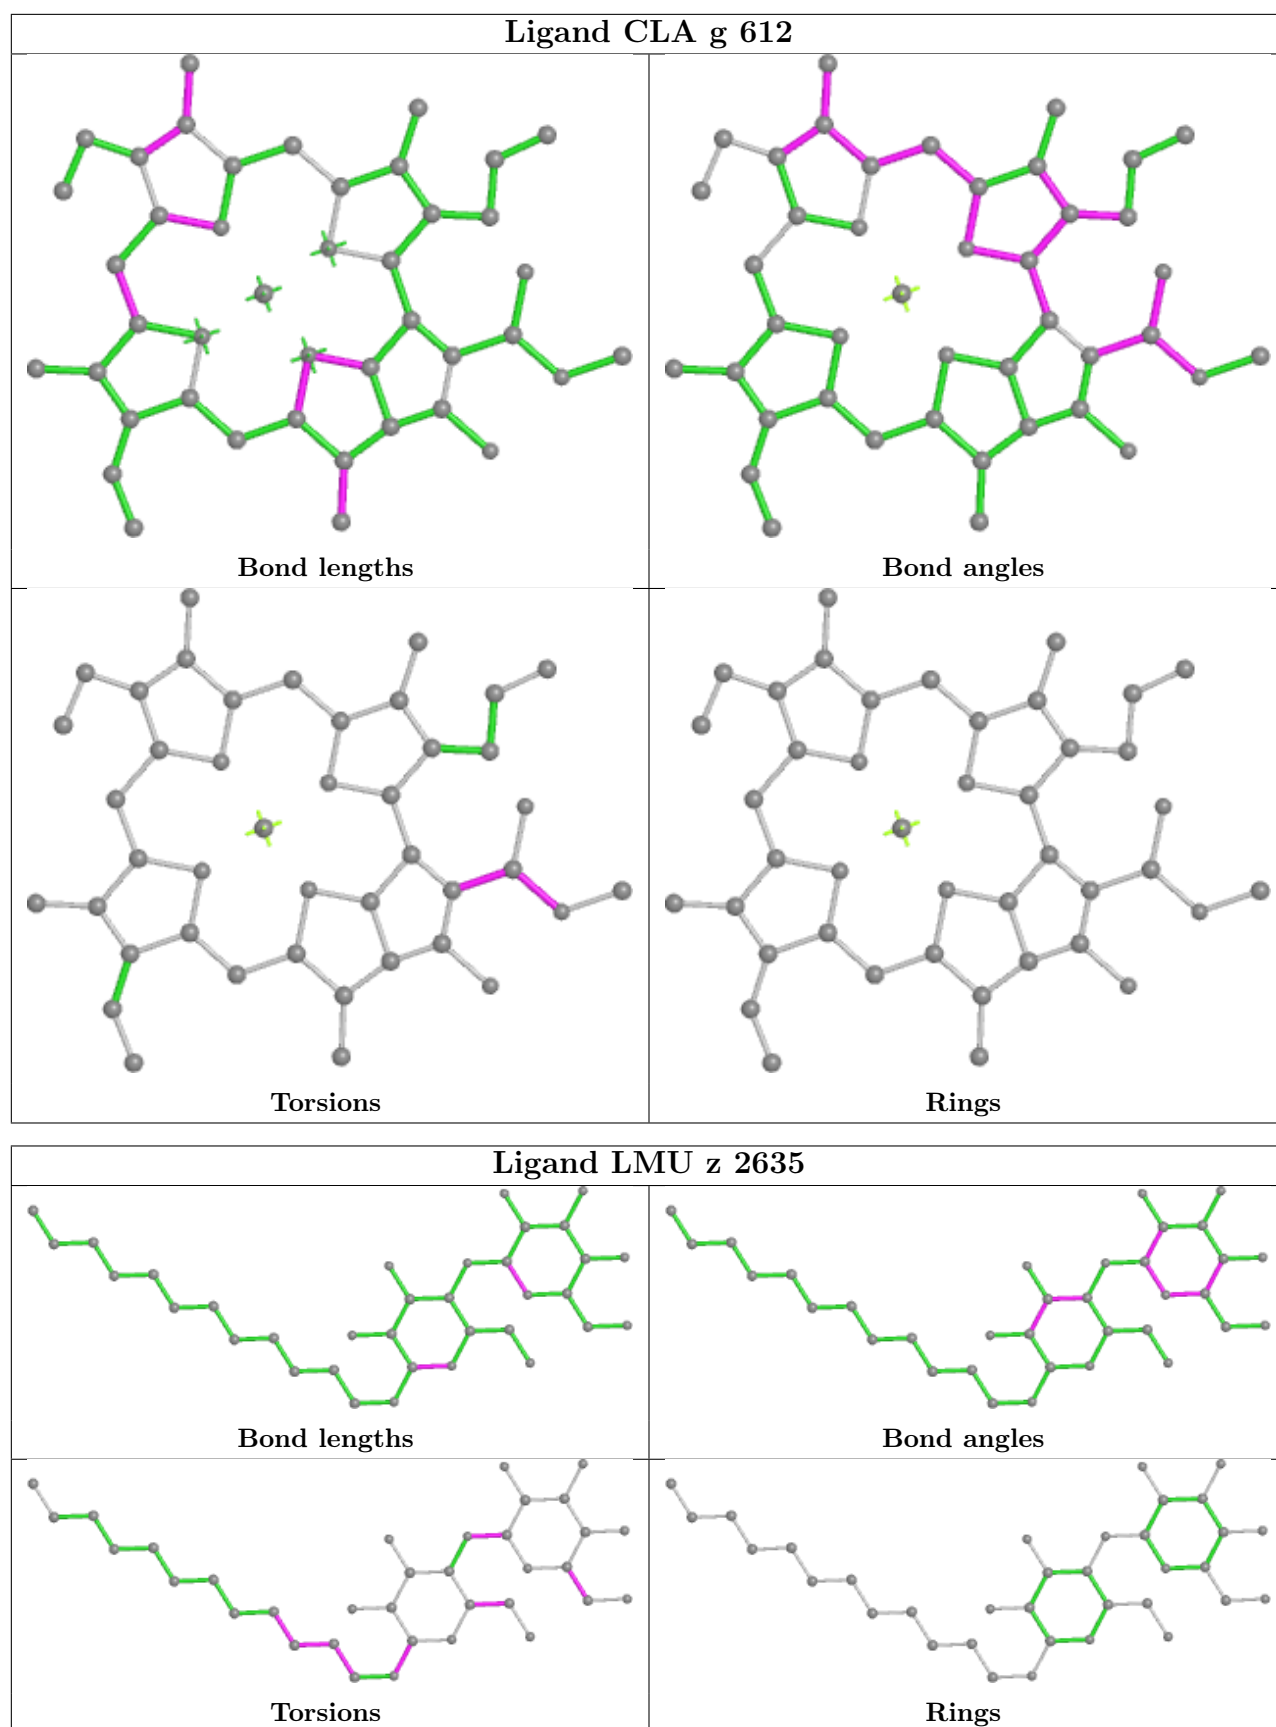 Ligand CLA g 612
Bond lengths
Bond angles
Torsions
Rings
Ligand LMU z 2635
Bond lengths
Bond angles
Torsions
Rings